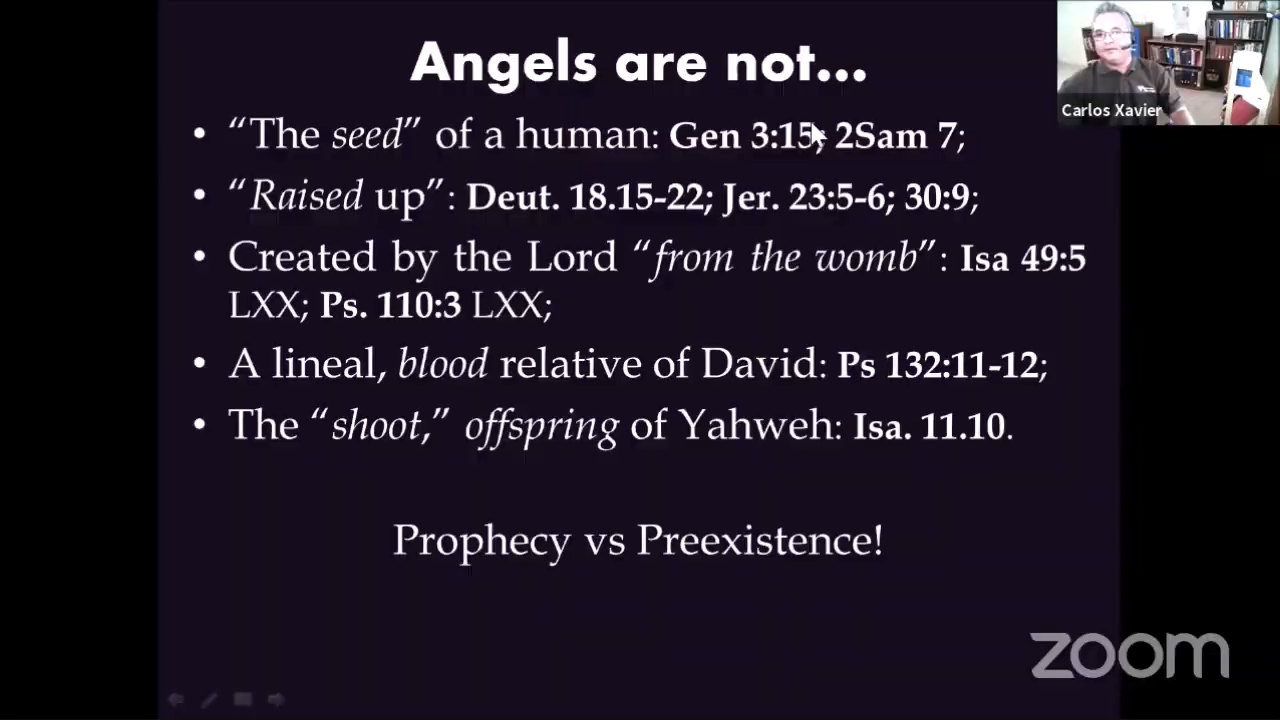 Angels are not...
Carlos Xavier
• “The seed” of a human: Gen 3:15; 2Sam 7;
• “Raised up”: Deut. 18.15-22; Jer. 23:5-6; 30:9;
• Created by the Lord “from the womb”: Isa 49:5
LXX; Ps. 110:3 LXX;
• A lineal, blood relative of David: Ps 132:11-12;
• The “shoot,” offspring of Yahweh: Isa. 11.10.
Prophecy vs Preexistence!
zoom